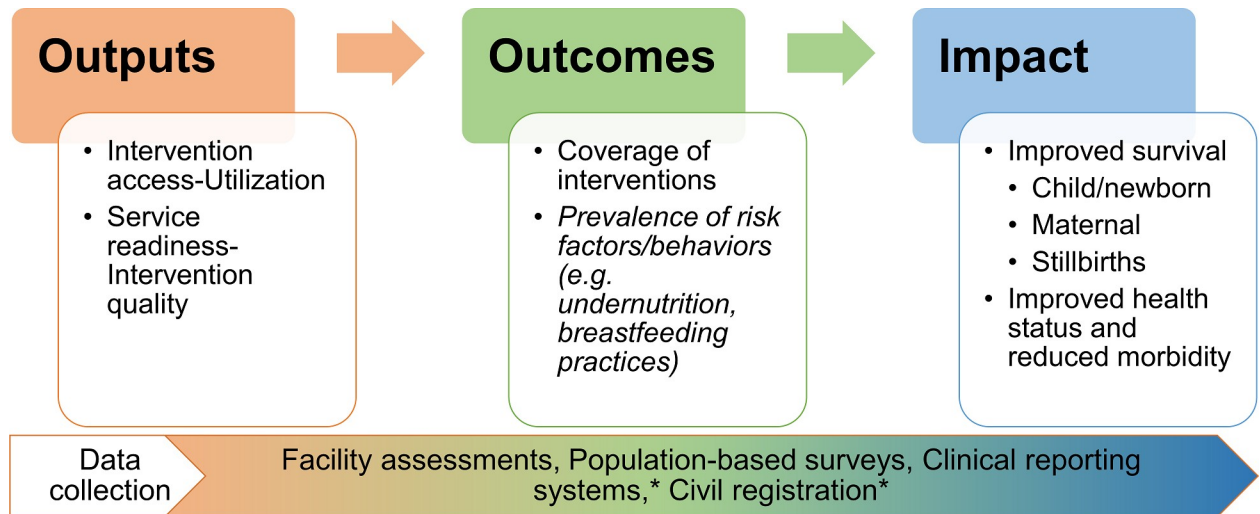 Outputs
• Intervention
access-Utilization
• Service
readiness-
Intervention
quality
Outcomes
• Coverage of
interventions
• Prevalence of risk
factors/behaviors
(e.g.
undernutrition,
breastfeeding
practices)
Impact
• Improved survival
• Child/newborn
• Maternal
• Stillbirths
• Improved health
status and
reduced morbidity
Data
collection
Facility assessments, Population-based surveys, Clinical reporting
systems,* Civil registration*